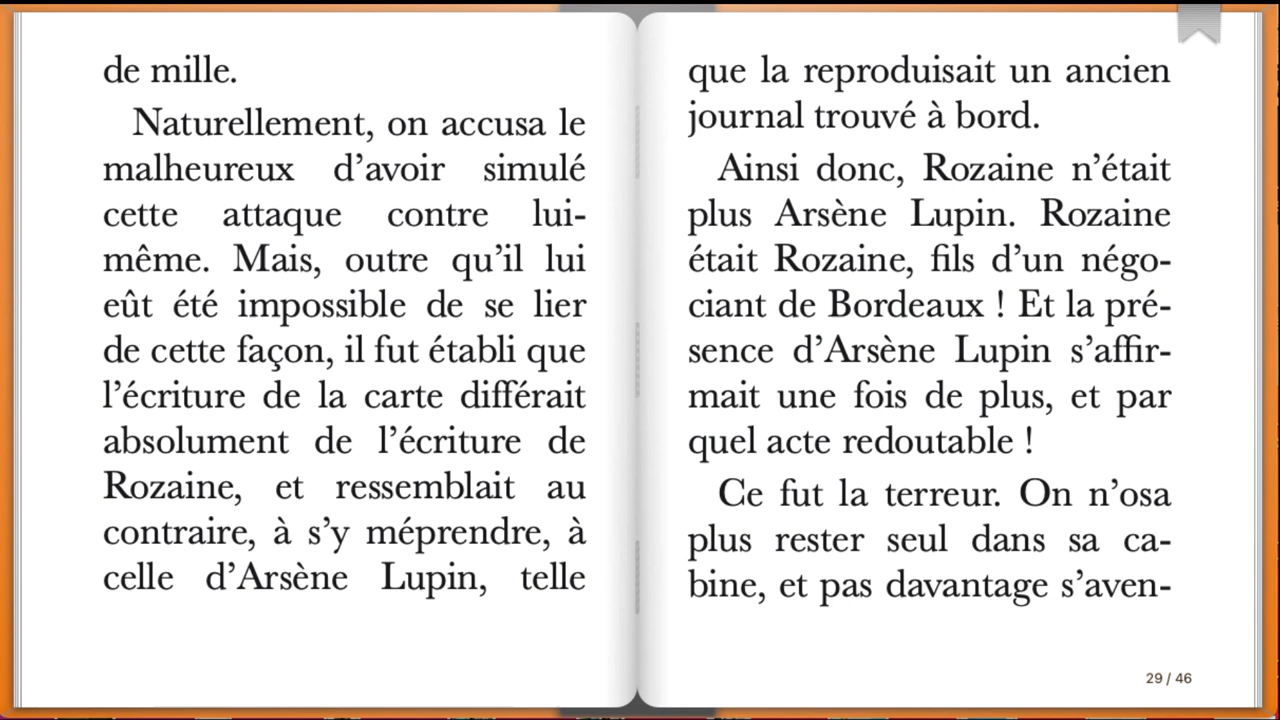 de mille.
Naturellement, on accusa le
malheureux d’avoir simulé
cette attaque contre lui-
même. Mais, outre qu’il lui
eût été impossible de se lier
de cette façon, il fut établi que
l’écriture de la carte différait
absolument de l’écriture de
Rozaine, et ressemblait au
contraire, à s’y méprendre, à
celle d’Arsène Lupin, telle
que la reproduisait un ancien
journal trouvé à bord.
Ainsi donc, Rozaine n’était
plus Arsène Lupin. Rozaine
était Rozaine, fils d’un négo-
ciant de Bordeaux ! Et la pré-
sence d’Arsène Lupin s’affir-
mait une fois de plus, et par
quel acte redoutable !
Ce fut la terreur. On n’osa
plus rester seul dans sa ca-
bine, et pas davantage s’aven-
29 / 46